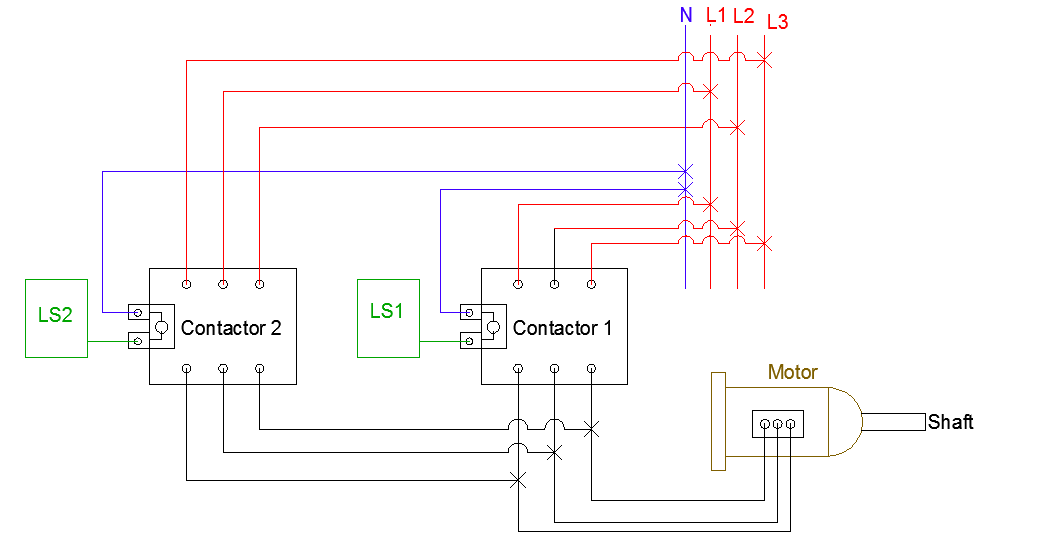 N L1 L2 L3
LS2
Contactor 2
LS1
Contactor 1
Motor
Shaft